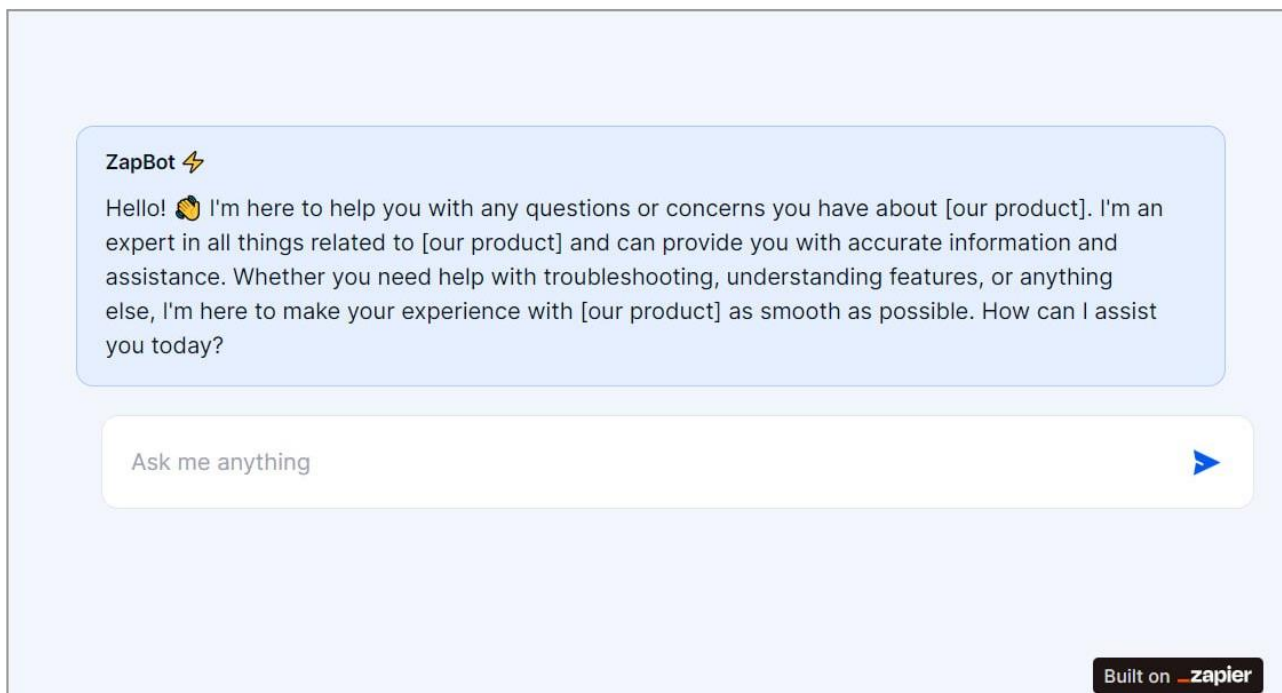 ZapBot ⚡
Hello! 👋 I'm here to help you with any questions or concerns you have about [our product]. I'm an
expert in all things related to [our product] and can provide you with accurate information and
assistance. Whether you need help with troubleshooting, understanding features, or anything
else, I'm here to make your experience with [our product] as smooth as possible. How can I assist
you today?
Ask me anything
Built on _zapier